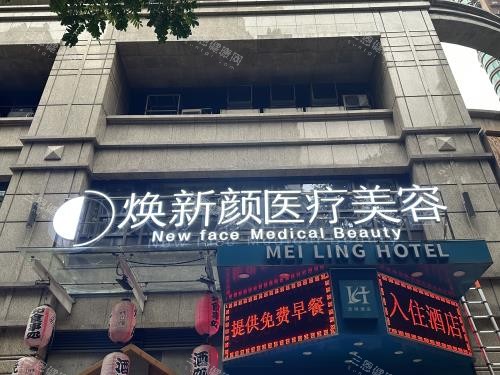 焕新颜医疗美容
New face Medical Beauty
MEI LING HOTEL
提供免费早餐
入住酒店
酒